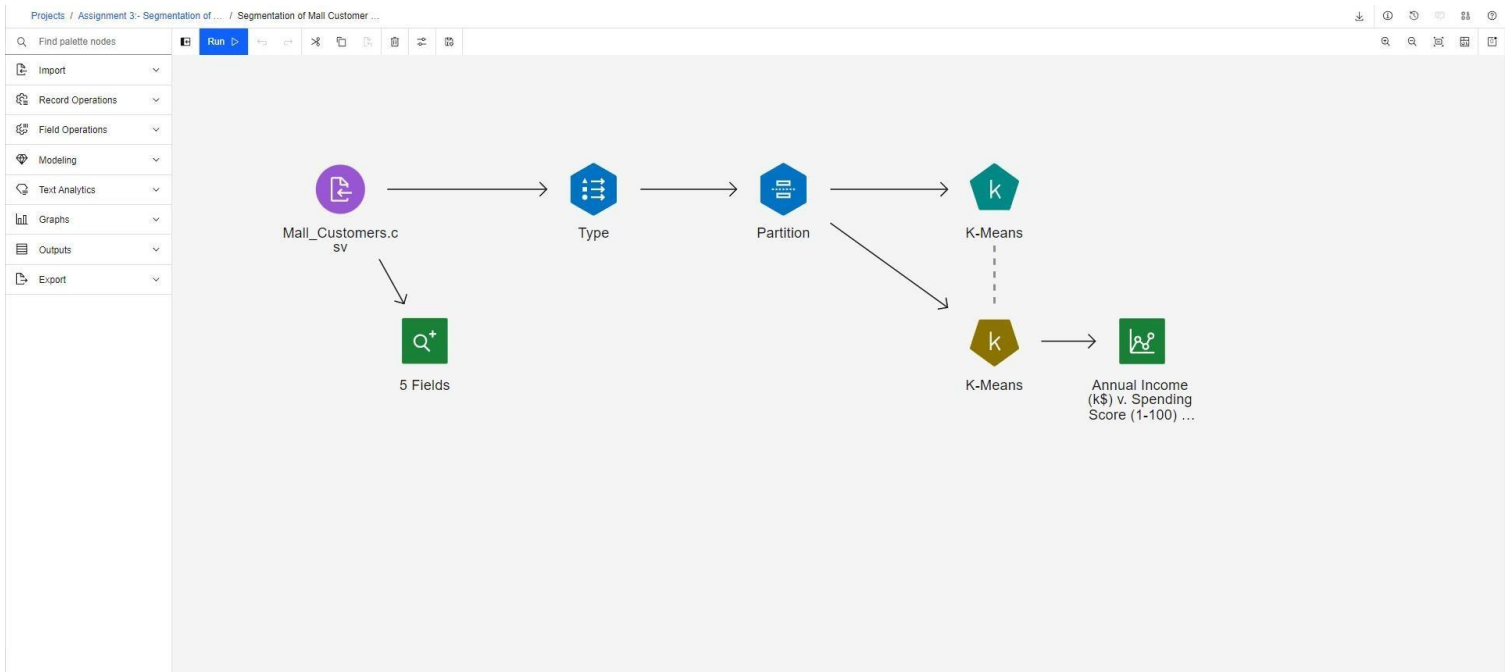 Projects / Assignment 3:- Segmentation of ... / Segmentation of Mall Customer ...
Find palette nodes
Run
Import
Record Operations
Field Operations
Modeling
Text Analytics
Graphs
Outputs
Export
Mall_Customers.c
sv
Type
Partition
k
K-Means
5 Fields
k
K-Means
Annual Income
(k$) v. Spending
Score (1-100) ...